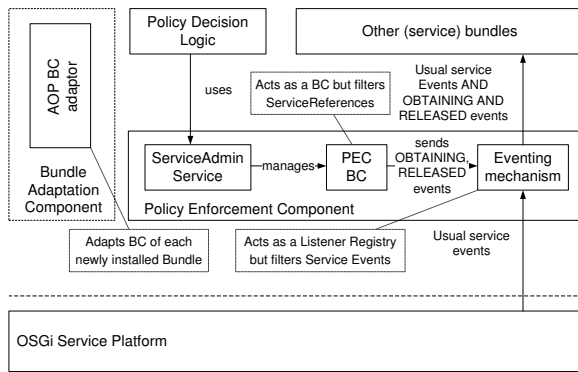 AOP BC
adaptor
Bundle
Adaptation
Component
Policy Decision
Logic
Other (service) bundles
uses
Acts as a BC but filters
ServiceReferences
Usual service
Events AND
OBTAINING AND
RELEASED events
ServiceAdmin
Service
manages
PEC
BC
sends
OBTAINING,
RELEASED
events
Eventing
mechanism
Policy Enforcement Component
Adapts BC of each
newly installed Bundle
Acts as a Listener Registry
but filters Service Events
Usual service
events
OSGi Service Platform